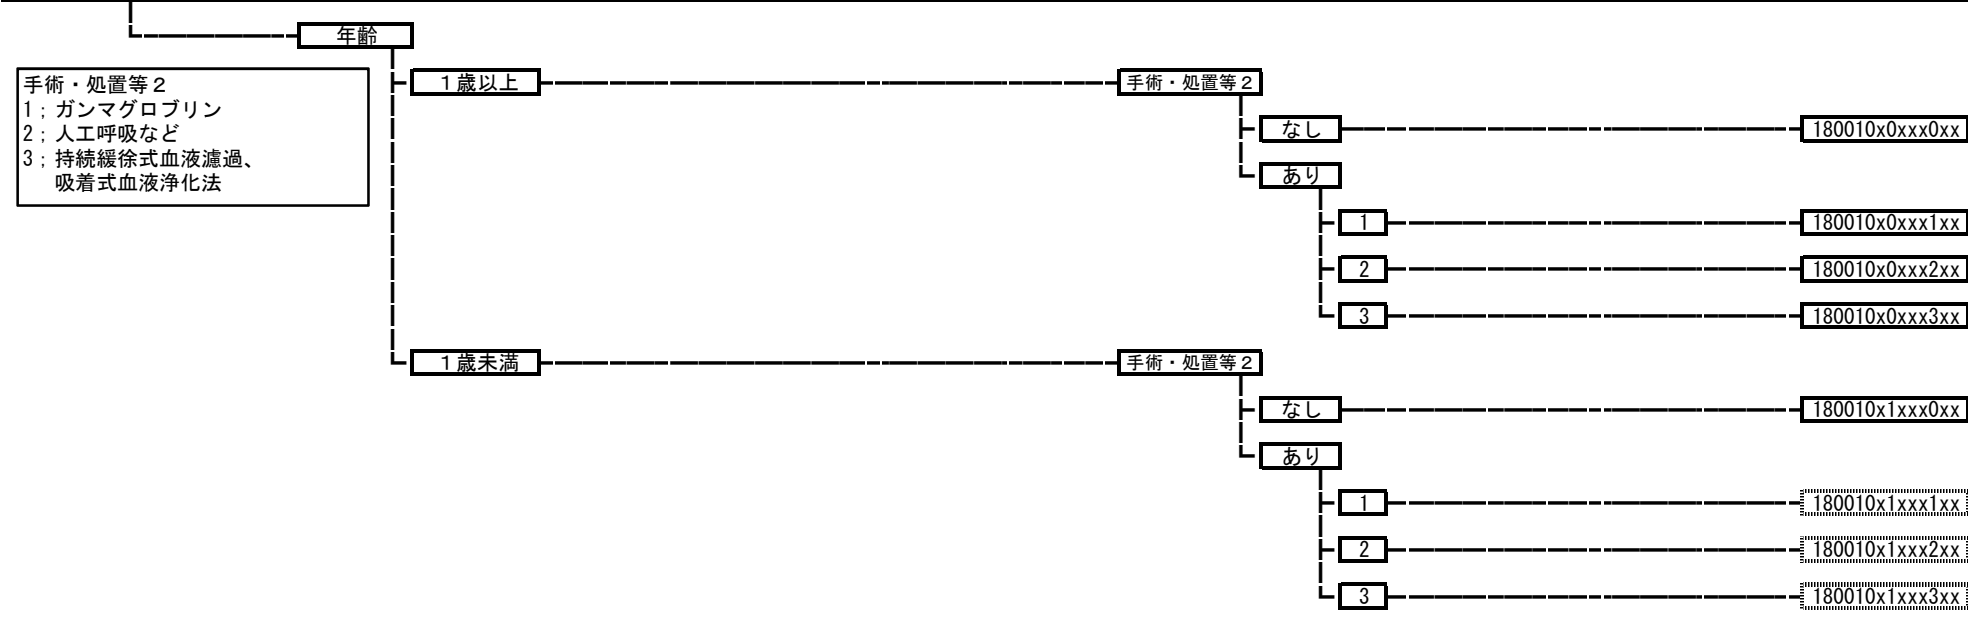 年齢
手術・処置等２
1；ガンマグロブリン
2；人工呼吸など
3；持続緩徐式血液濾過、
吸着式血液浄化法
１歳以上
手術・処置等２
なし
180010x0xxx0xx
あり
1
180010x0xxx1xx
2
180010x0xxx2xx
3
180010x0xxx3xx
１歳未満
手術・処置等２
なし
180010x1xxx0xx
あり
1
180010x1xxx1xx
2
180010x1xxx2xx
3
180010x1xxx3xx